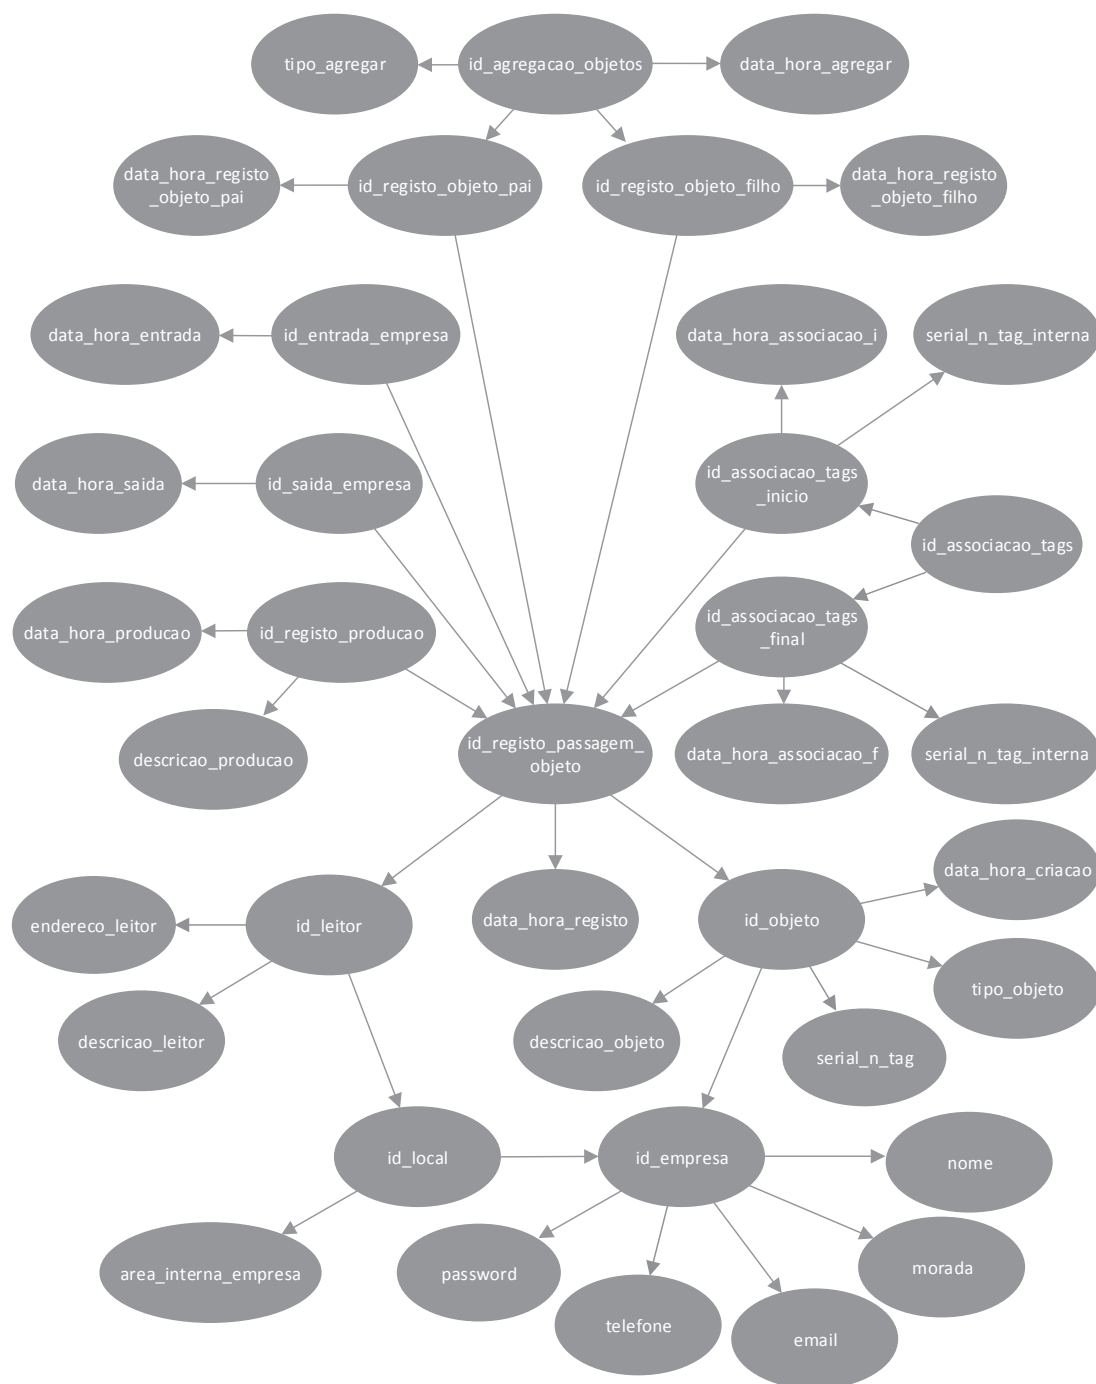 tipo_agregar
id_agregacao_objetos
data_hora_agregar
data_hora_registo
_objeto_pai
id_registo_objeto_pai
id_registo_objeto_filho
data_hora_registo
_objeto_filho
data_hora_entrada
id_entrada_empresa
data_hora_associacao_i
serial_n_tag_interna
data_hora_saida
id_saida_empresa
id_associacao_tags
_inicio
id_associacao_tags
data_hora_producao
id_registo_producao
id_associacao_tags
_final
descricao_producao
id_registo_passagem_
objeto
data_hora_associacao_f
serial_n_tag_interna
data_hora_criacao
endereco_leitor
id_leitor
data_hora_registo
id_objeto
tipo_objeto
descricao_leitor
descricao_objeto
serial_n_tag
id_local
id_empresa
nome
area_interna_empresa
password
morada
telefone
email